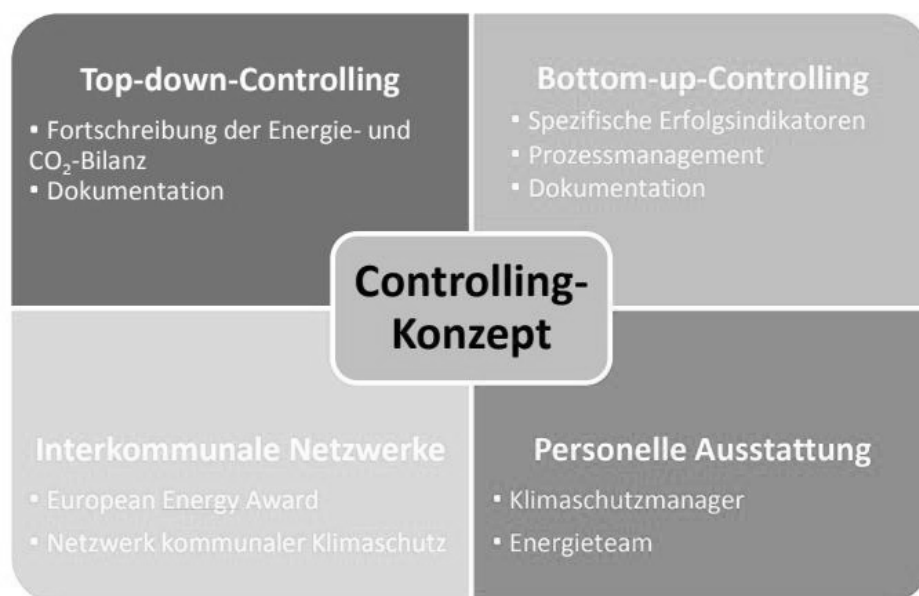 Top-down-Controlling
▪ Fortschreibung der Energie- und
CO₂-Bilanz
▪ Dokumentation
Bottom-up-Controlling
▪ Spezifische Erfolgsindikatoren
▪ Prozessmanagement
▪ Dokumentation
Controlling-
Konzept
Interkommunale Netzwerke
▪ European Energy Award
▪ Netzwerk kommunaler Klimaschutz
Personelle Ausstattung
▪ Klimaschutzmanager
▪ Energieteam